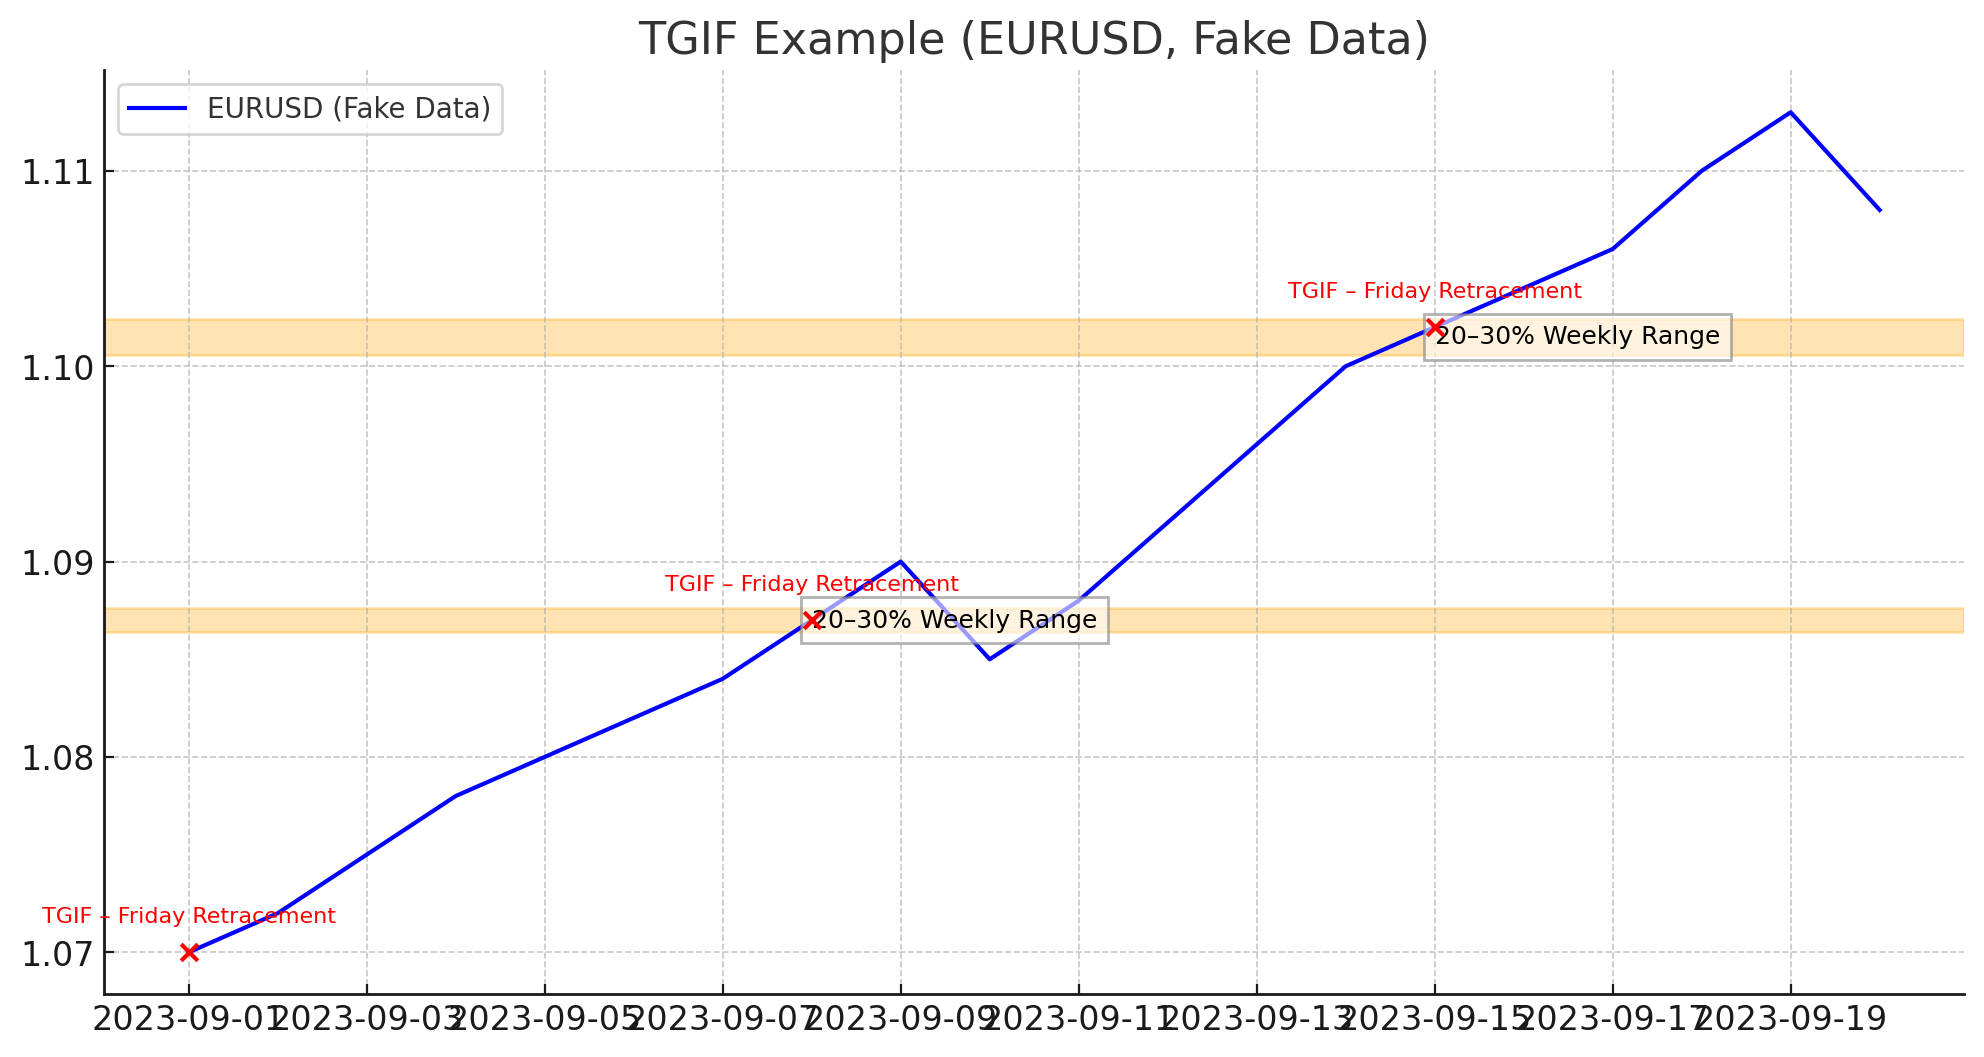 TGIF Example (EURUSD, Fake Data)
EURUSD (Fake Data)
1.11
TGIF – Friday Retracement
20–30% Weekly Range
1.10
1.09
TGIF – Friday Retracement
20–30% Weekly Range
1.08
TGIF – Friday Retracement
1.07
2023-09-01 2023-09-03 2023-09-05 2023-09-07 2023-09-09 2023-09-11 2023-09-13 2023-09-15 2023-09-17 2023-09-19